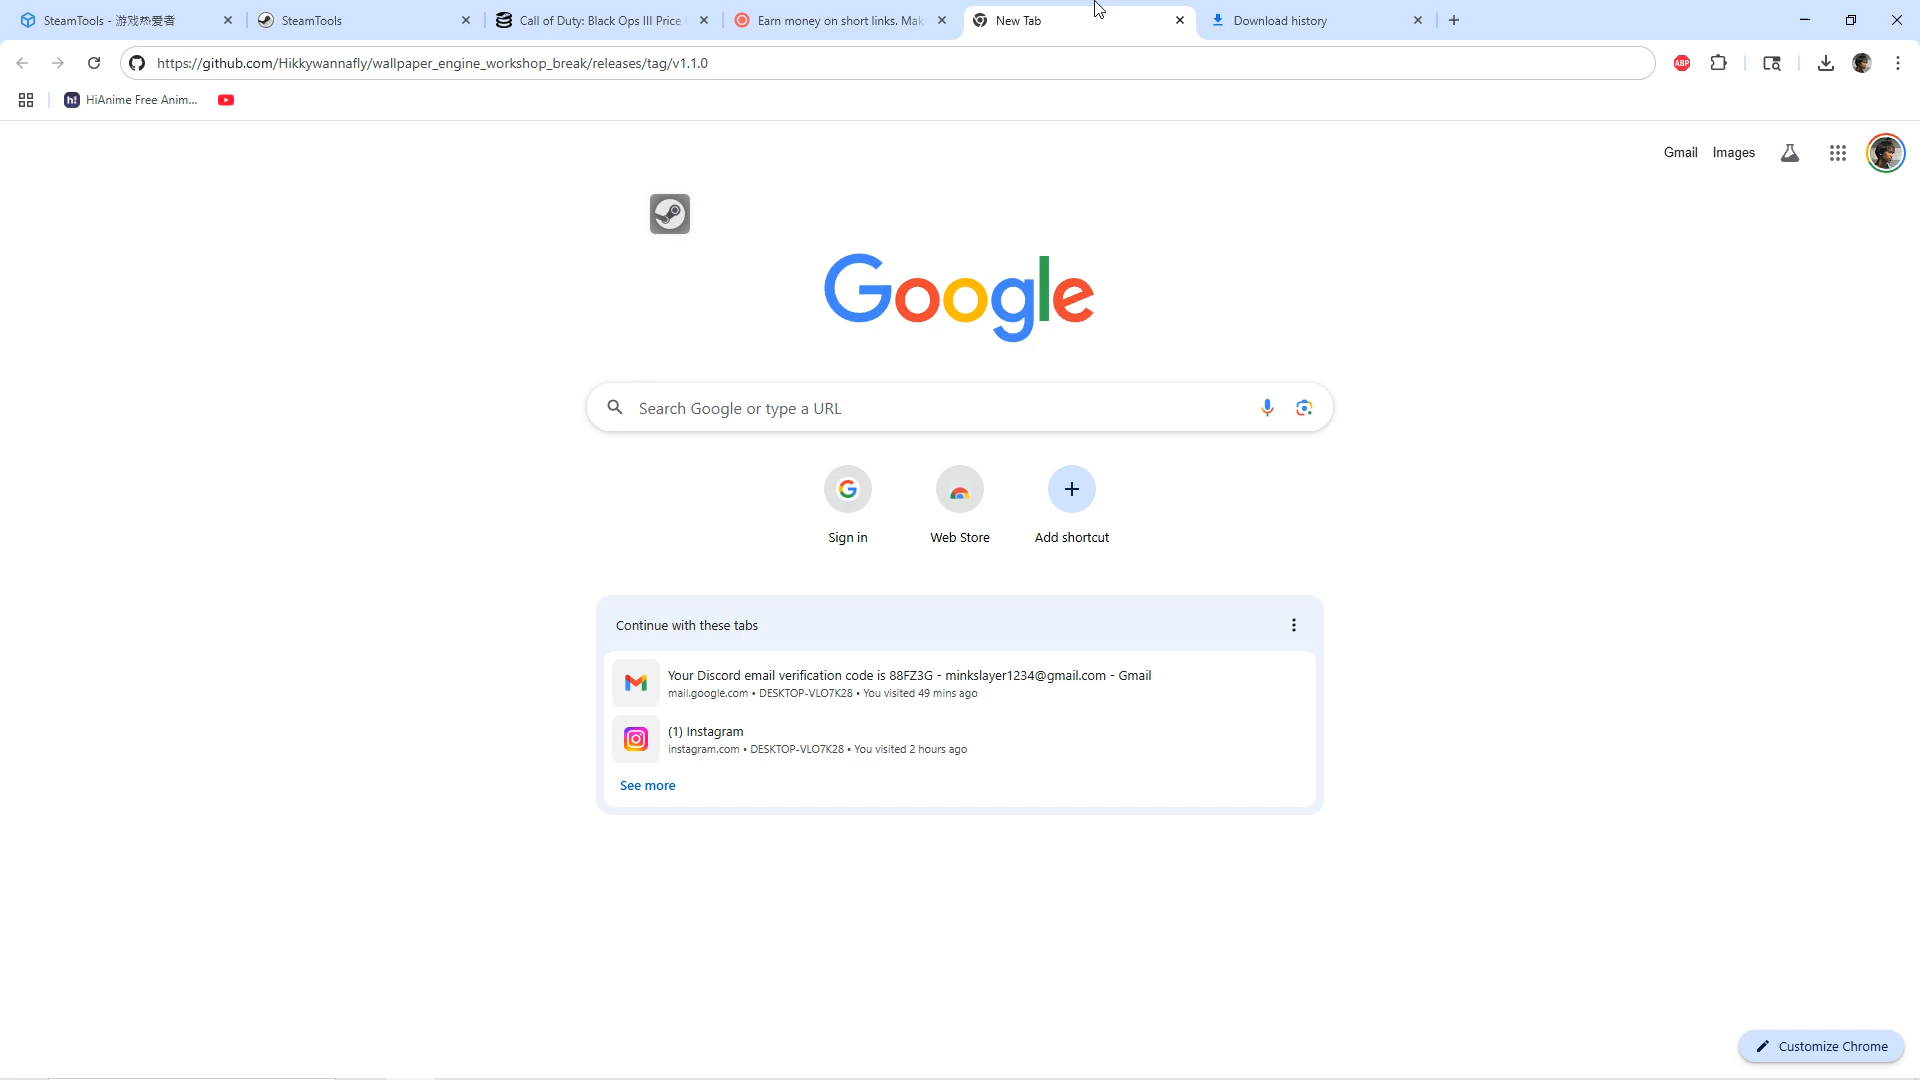 SteamTools - 游戏热爱者
SteamTools
Call of Duty: Black Ops III Price
Earn money on short links. Mak
New Tab
Download history
https://github.com/Hikkywannafly/wallpaper_engine_workshop_break/releases/tag/v1.1.0
ABP
h!
HiAnime Free Anim...
Gmail
Images
Google
Search Google or type a URL
Sign in
Web Store
Add shortcut
Continue with these tabs
Your Discord email verification code is 88FZ3G - minkslayer1234@gmail.com - Gmail
mail.google.com • DESKTOP-VLO7K28 • You visited 49 mins ago
(1) Instagram
instagram.com • DESKTOP-VLO7K28 • You visited 2 hours ago
See more
Customize Chrome